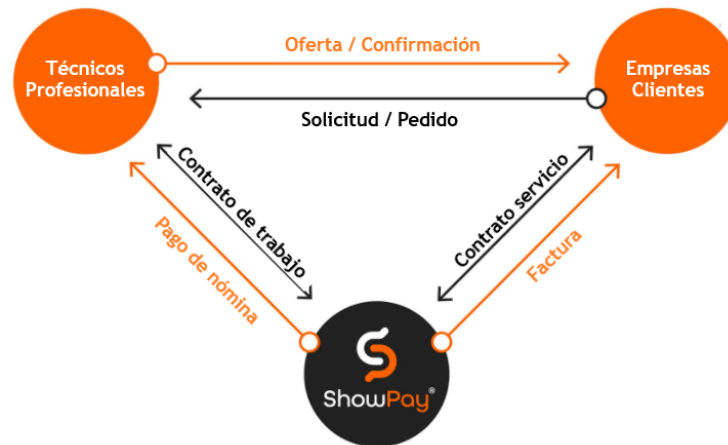 Oferta / Confirmación
Técnicos
Profesionales
Empresas
Clientes
Solicitud / Pedido
Contrato de trabajo
Pago de nómina
Contrato servicio
Factura
ShowPay®